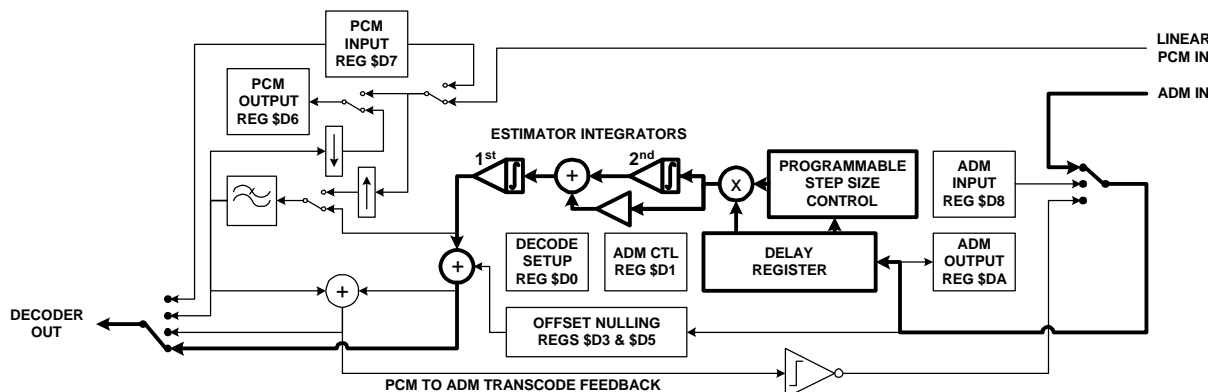 PCM
INPUT
REG $D7
LINEAR
PCM IN
PCM
OUTPUT
REG $D6
ADM IN
ESTIMATOR INTEGRATORS
1st
2nd
+
X
PROGRAMMABLE
STEP SIZE
CONTROL
ADM
INPUT
REG $D8
DECODE
SETUP
REG $D0
ADM CTL
REG $D1
DELAY
REGISTER
ADM
OUTPUT
REG $DA
+
+
DECODER
OUT
OFFSET NULLING
REGS $D3 & $D5
PCM TO ADM TRANSCODE FEEDBACK